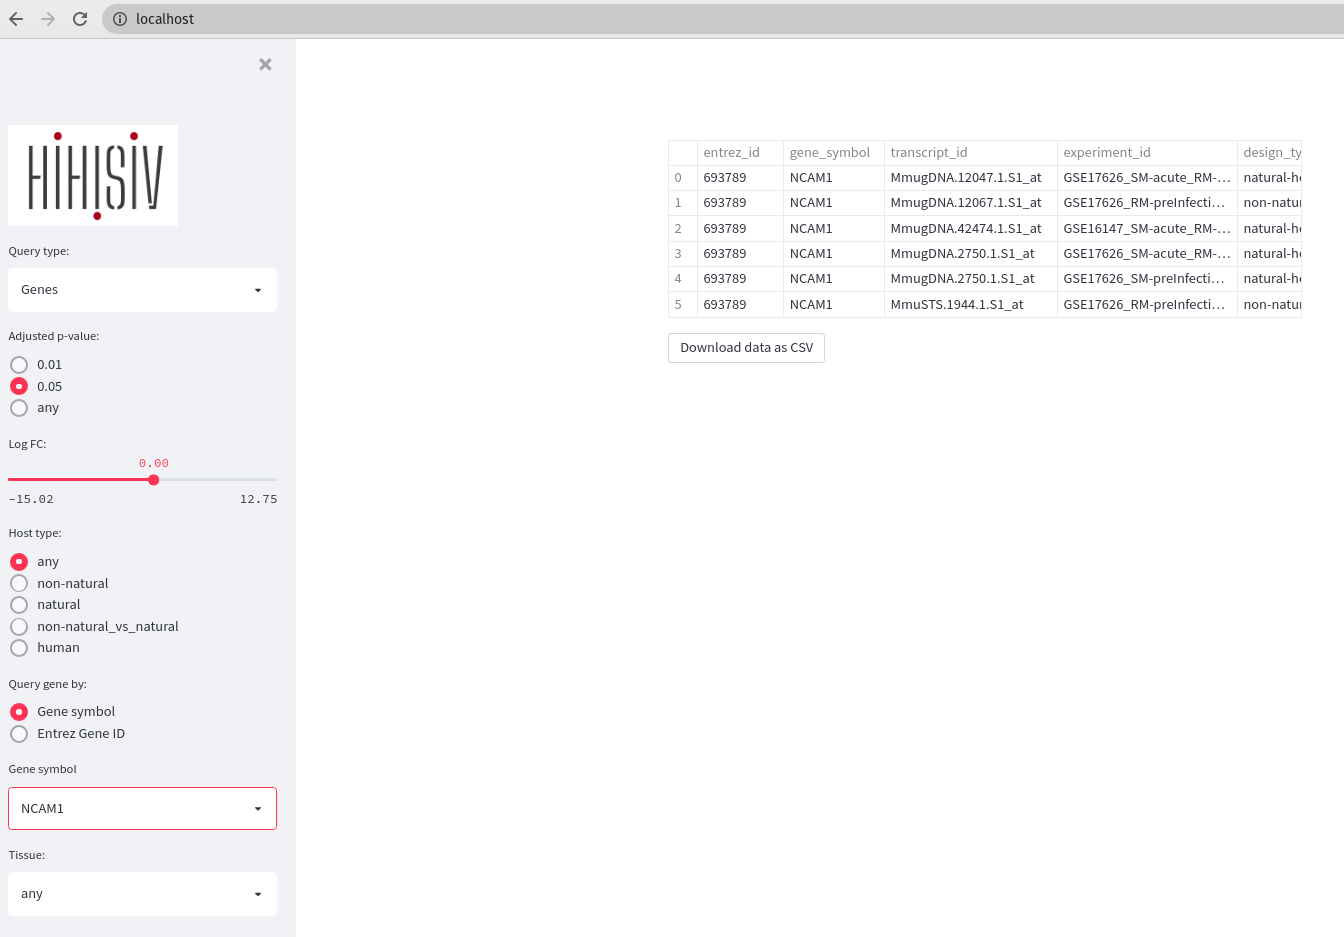 localhost
HIHISIV
Query type:
Genes
Adjusted p-value:
0.01
0.05
any
Log FC:
0.00
-15.02 12.75
Host type:
any
non-natural
natural
non-natural_vs_natural
human
Query gene by:
Gene symbol
Entrez Gene ID
Gene symbol
NCAM1
Tissue:
any
entrez_id gene_symbol transcript_id experiment_id design_ty
0 693789 NCAM1 MmugDNA.12047.1.S1_at GSE17626_SM-acute_RM-… natural-h
1 693789 NCAM1 MmugDNA.12067.1.S1_at GSE17626_RM-preInfecti… non-natur
2 693789 NCAM1 MmugDNA.42474.1.S1_at GSE16147_SM-acute_RM-… natural-h
3 693789 NCAM1 MmugDNA.2750.1.S1_at GSE17626_SM-acute_RM-… natural-h
4 693789 NCAM1 MmugDNA.2750.1.S1_at GSE17626_SM-preInfecti… natural-h
5 693789 NCAM1 MmuSTS.1944.1.S1_at GSE17626_RM-preInfecti… non-natur
Download data as CSV